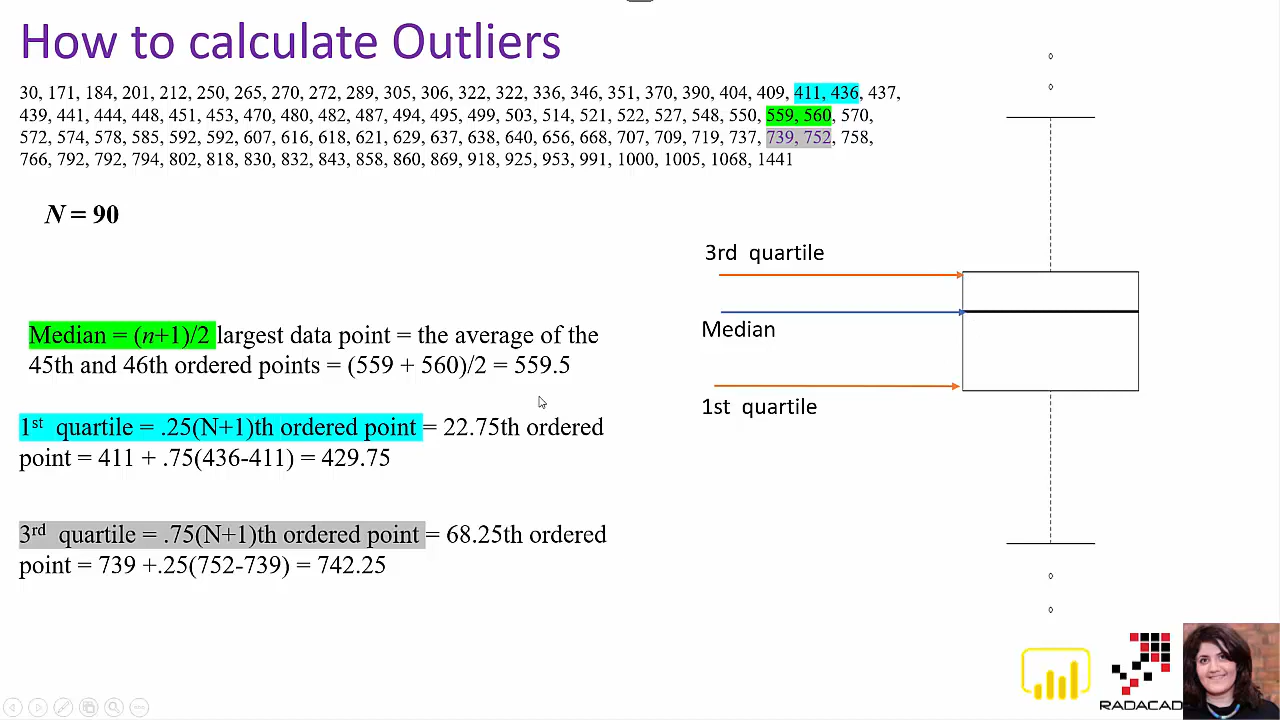 How to calculate Outliers
30, 171, 184, 201, 212, 250, 265, 270, 272, 289, 305, 306, 322, 322, 336, 346, 351, 370, 390, 404, 409, 411, 436, 437,
439, 441, 444, 448, 451, 453, 470, 480, 482, 487, 494, 495, 499, 503, 514, 521, 522, 527, 548, 550, 559, 560, 570,
572, 574, 578, 585, 592, 592, 607, 616, 618, 621, 629, 637, 638, 640, 656, 668, 707, 709, 719, 737, 739, 752, 758,
766, 792, 792, 794, 802, 818, 830, 832, 843, 858, 860, 869, 918, 925, 953, 991, 1000, 1005, 1068, 1441
N = 90
3rd quartile
Median
1st quartile
Median = (n+1)/2 largest data point = the average of the
45th and 46th ordered points = (559 + 560)/2 = 559.5
1st quartile = .25(N+1)th ordered point = 22.75th ordered
point = 411 + .75(436-411) = 429.75
3rd quartile = .75(N+1)th ordered point = 68.25th ordered
point = 739 +.25(752-739) = 742.25
RADACAD